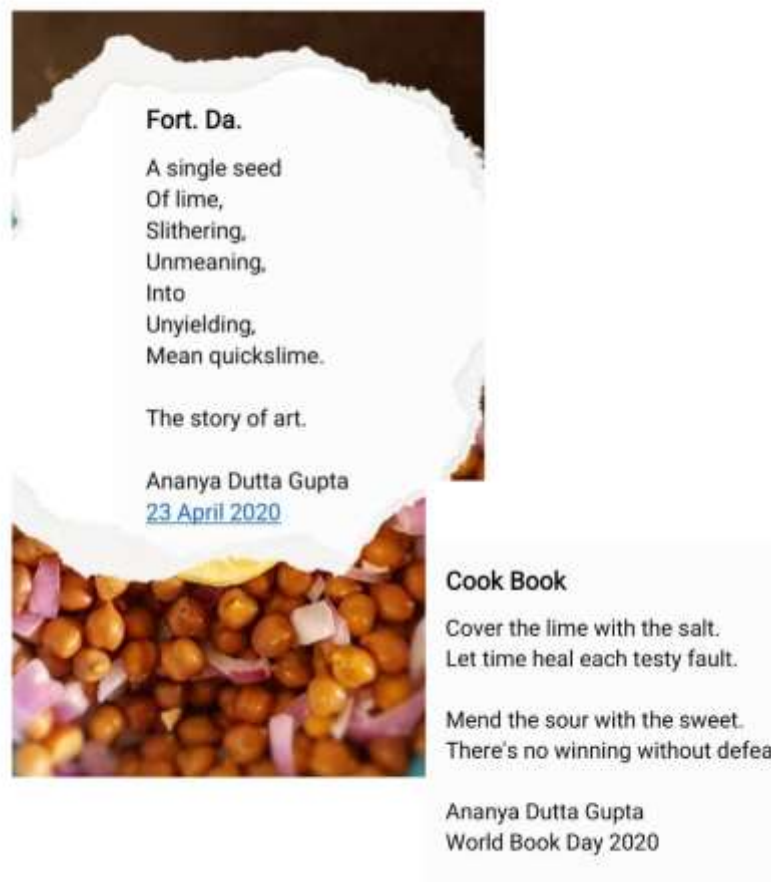 Fort. Da.
A single seed
Of lime,
Slithering,
Unmeaning,
Into
Unyielding,
Mean quickslime.
The story of art.
Ananya Dutta Gupta
23 April 2020
Cook Book
Cover the lime with the salt.
Let time heal each testy fault.
Mend the sour with the sweet.
There's no winning without defea
Ananya Dutta Gupta
World Book Day 2020